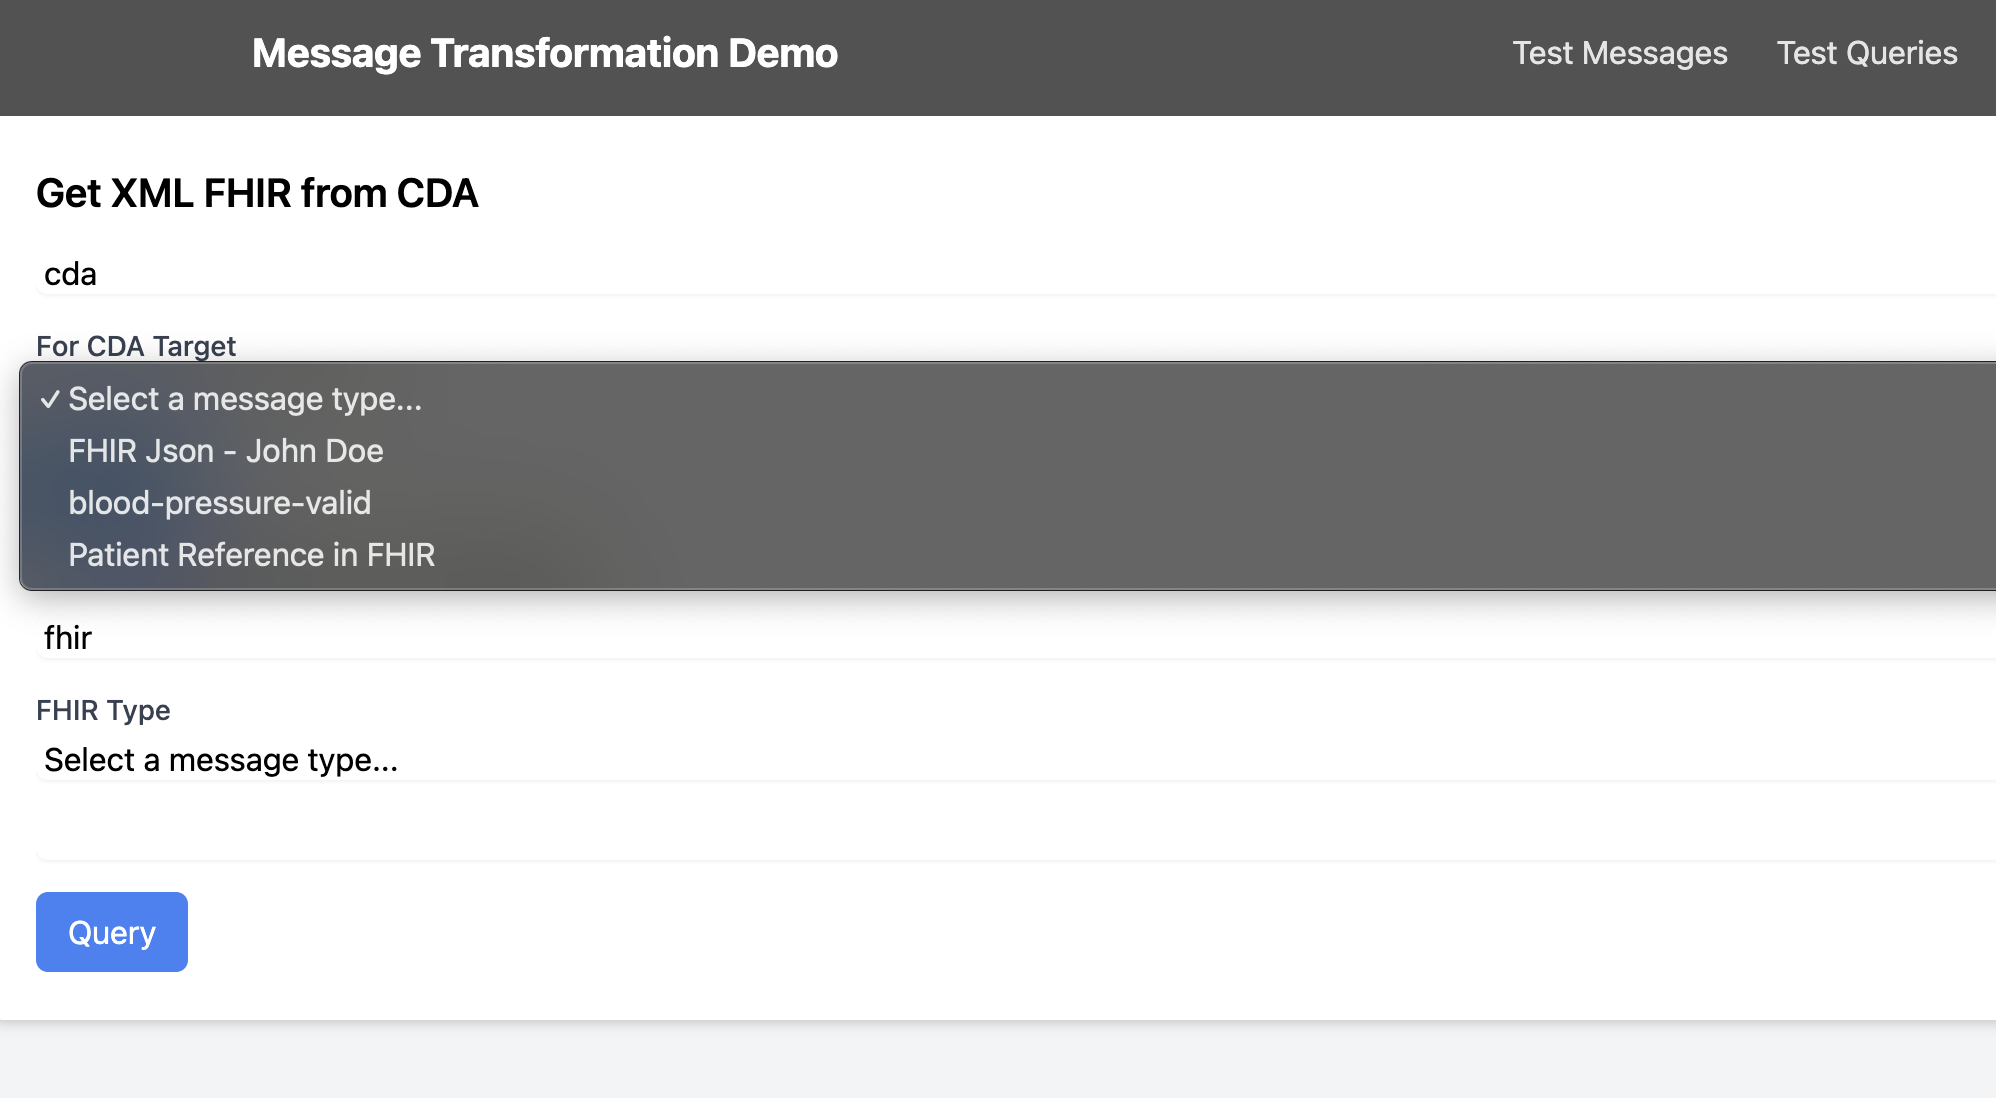 Message Transformation Demo
Test Messages
Test Queries
Get XML FHIR from CDA
cda
For CDA Target
✓ Select a message type...
FHIR Json - John Doe
blood-pressure-valid
Patient Reference in FHIR
fhir
FHIR Type
Select a message type...
Query